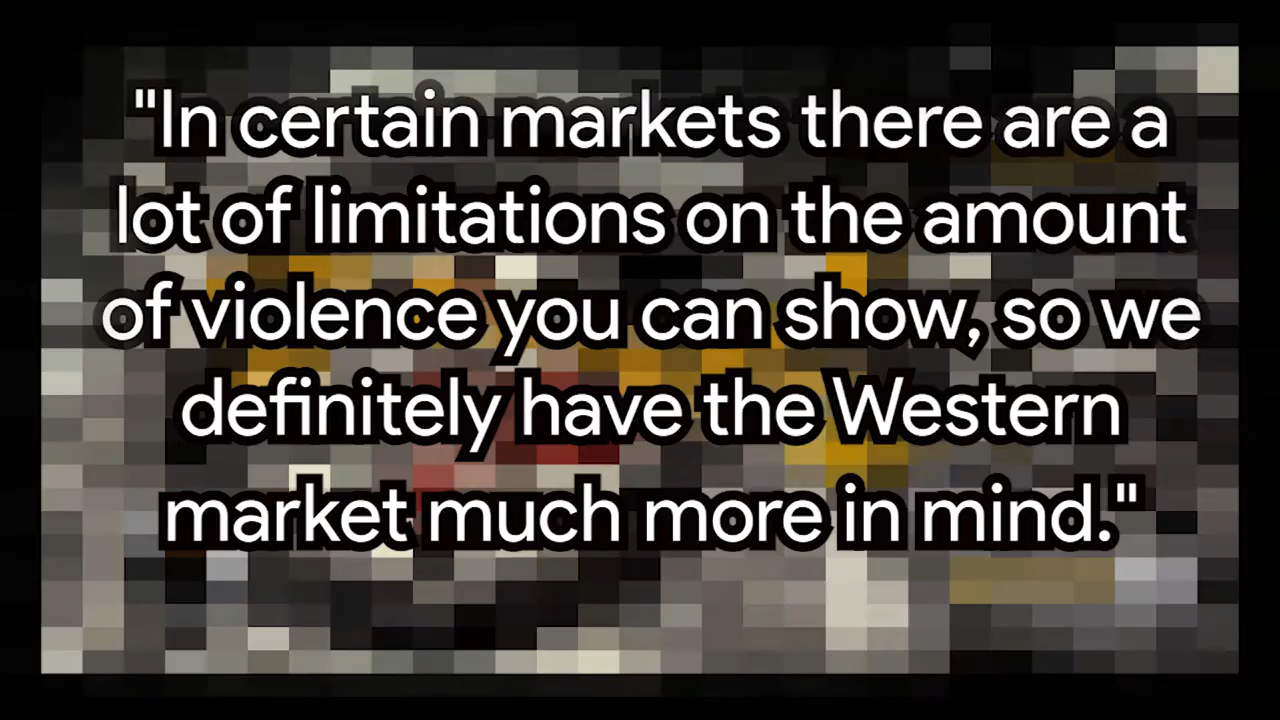 "In certain markets there are a
lot of limitations on the amount
of violence you can show, so we
definitely have the Western
market much more in mind."